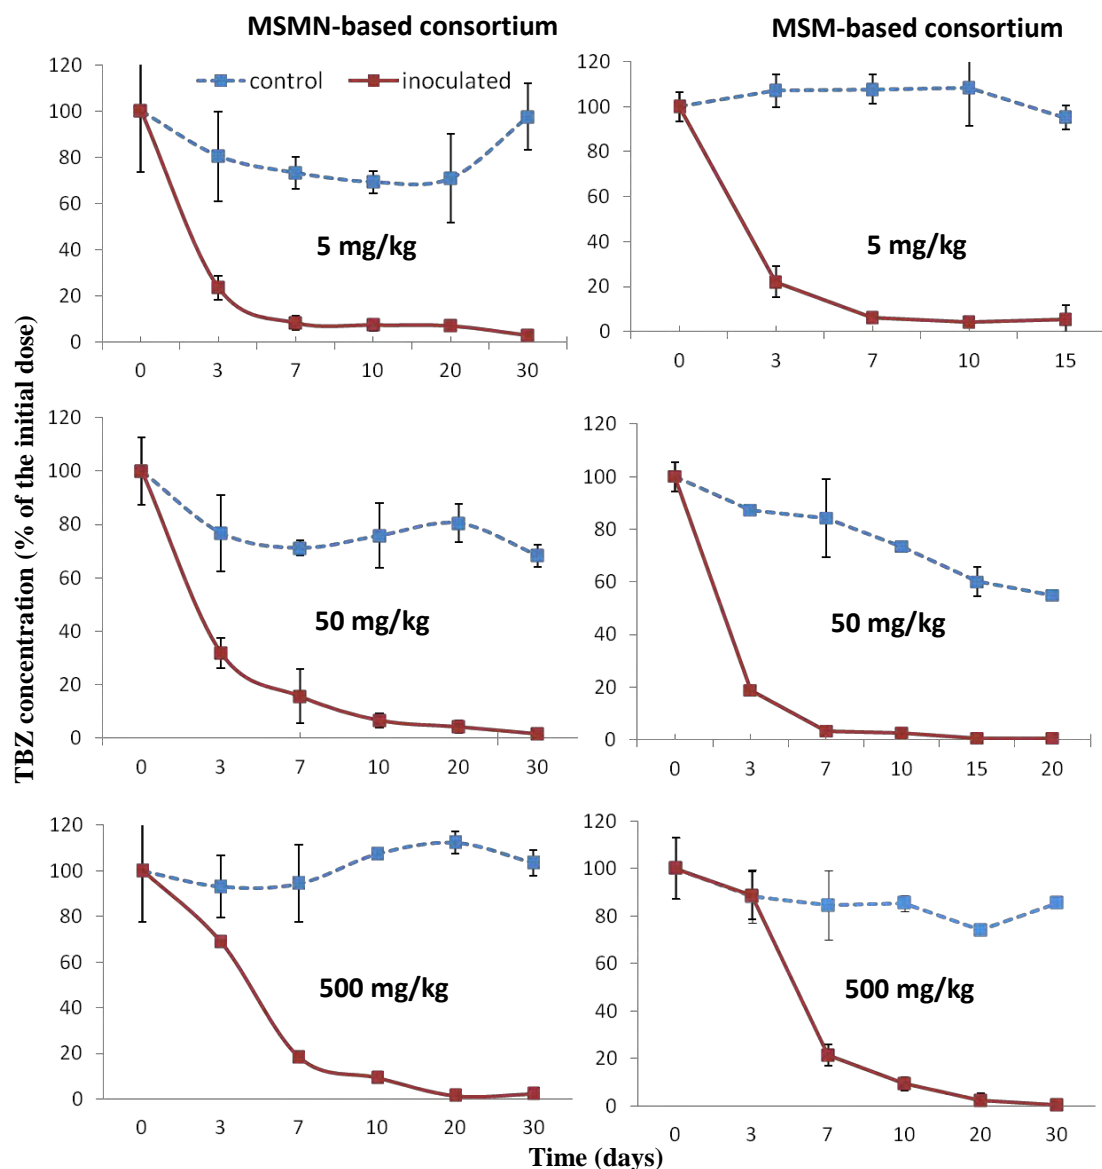 MSMN-based consortium
MSM-based consortium
TBZ concentration (% of the initial dose)
120
100
80
60
40
20
0
control
inoculated
5 mg/kg
0 3 7 10 20 30
120
100
80
60
40
20
0
5 mg/kg
0 3 7 10 15
120
100
80
60
40
20
0
50 mg/kg
0 3 7 10 20 30
120
100
80
60
40
20
0
50 mg/kg
0 3 7 10 15 20
120
100
80
60
40
20
0
500 mg/kg
0 3 7 10 20 30
120
100
80
60
40
20
0
500 mg/kg
0 3 7 10 20 30
Time (days)